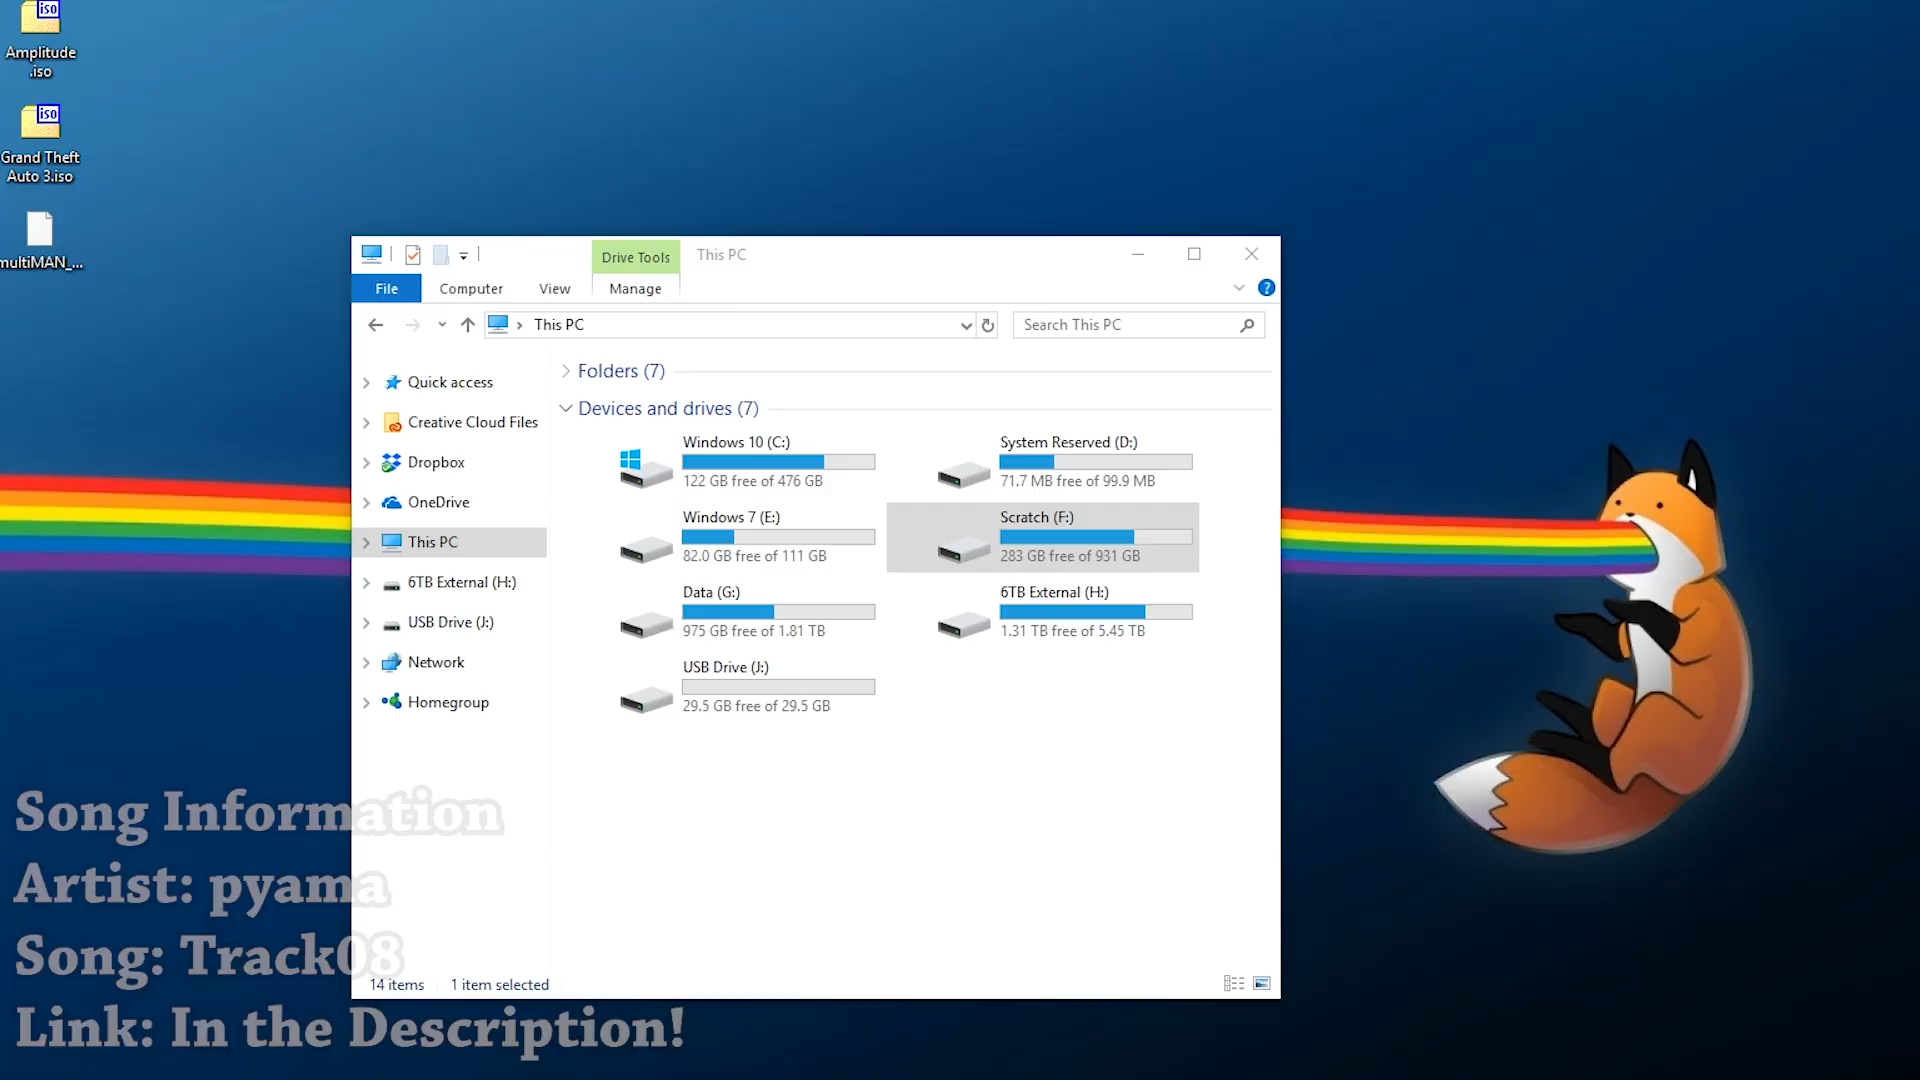 iso
Amplitude
.iso
iso
Grand Theft
Auto 3.iso
multiMAN_...
Drive Tools
This PC
File
Computer
View
Manage
?
This PC
Search This PC
Quick access
Creative Cloud Files
Dropbox
OneDrive
This PC
6TB External (H:)
USB Drive (J:)
Network
Homegroup
Folders (7)
Devices and drives (7)
Windows 10 (C:)
122 GB free of 476 GB
System Reserved (D:)
71.7 MB free of 99.9 MB
Windows 7 (E:)
82.0 GB free of 111 GB
Scratch (F:)
283 GB free of 931 GB
Data (G:)
975 GB free of 1.81 TB
6TB External (H:)
1.31 TB free of 5.45 TB
USB Drive (J:)
29.5 GB free of 29.5 GB
14 items
1 item selected
Song Information
Artist: pyama
Song: Track08
Link: In the Description!